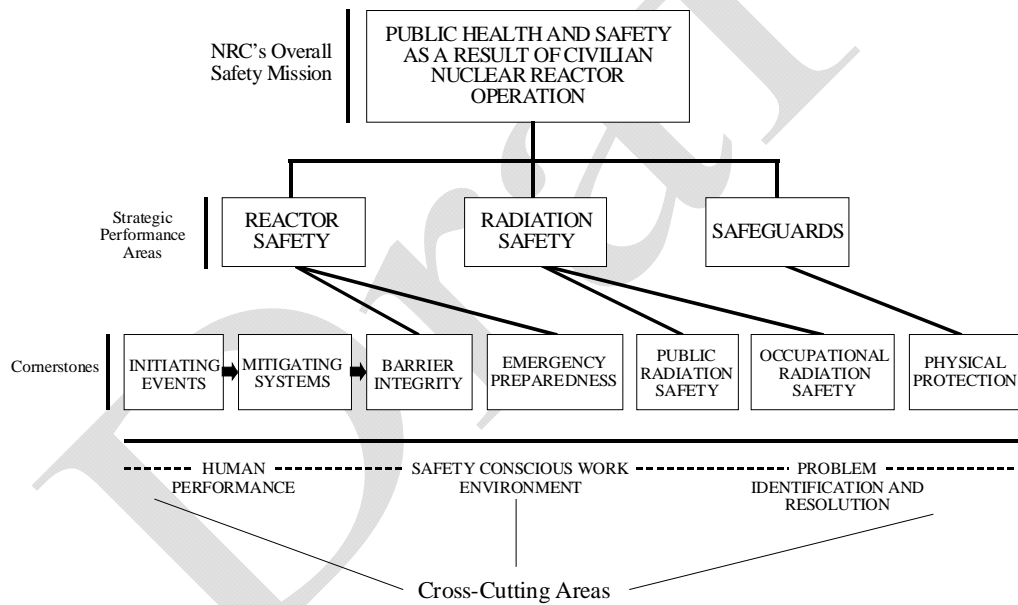 NRC's Overall
Safety Mission
PUBLIC HEALTH AND SAFETY
AS A RESULT OF CIVILIAN
NUCLEAR REACTOR
OPERATION
Strategic
Performance
Areas
REACTOR
SAFETY
RADIATION
SAFETY
SAFEGUARDS
Cornerstones
INITIATING
EVENTS
MITIGATING
SYSTEMS
BARRIER
INTEGRITY
EMERGENCY
PREPAREDNESS
PUBLIC
RADIATION
SAFETY
OCCUPATIONAL
RADIATION
SAFETY
PHYSICAL
PROTECTION
HUMAN
PERFORMANCE
SAFETY CONSCIOUS WORK
ENVIRONMENT
PROBLEM
IDENTIFICATION AND
RESOLUTION
Cross-Cutting Areas
Draf